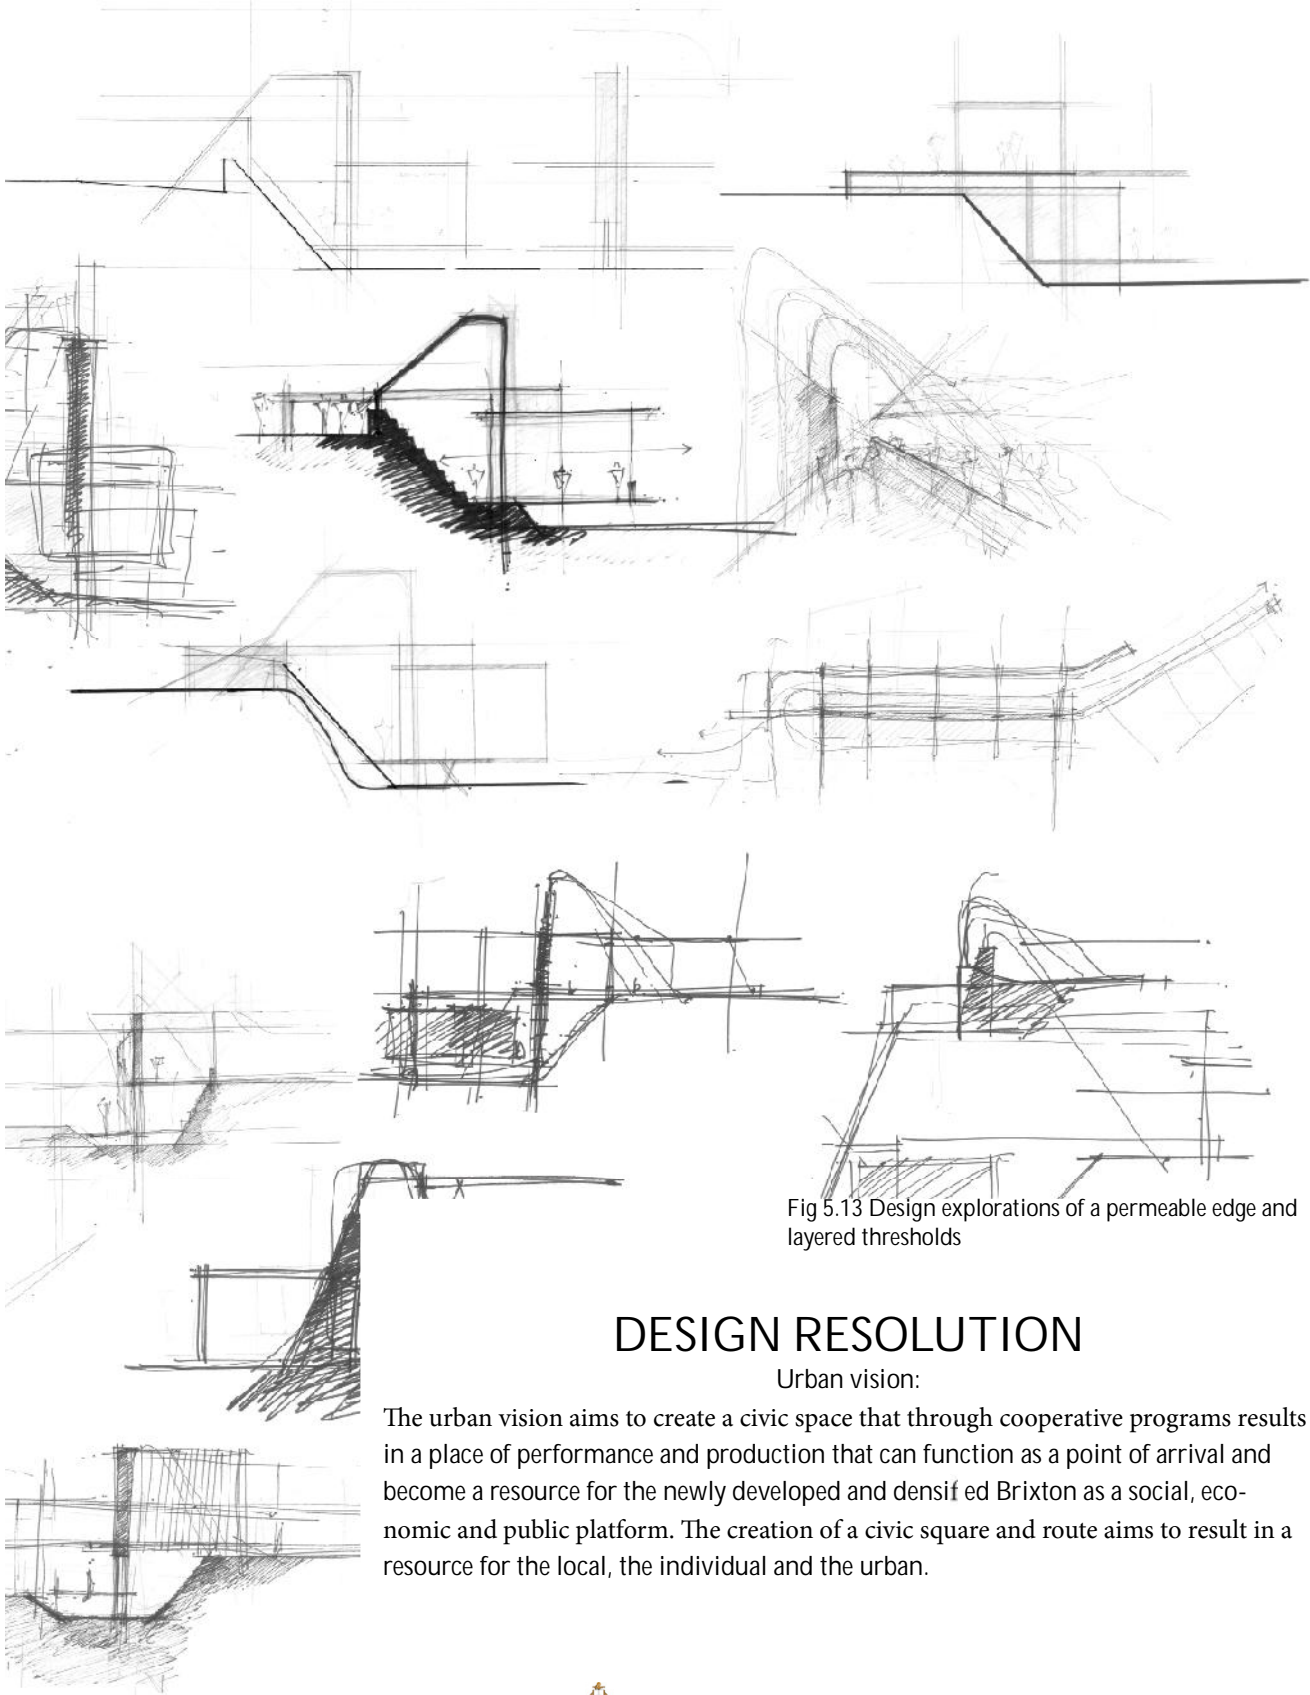 Fig 5.13 Design explorations of a permeable edge and
layered thresholds
DESIGN RESOLUTION
Urban vision:
The urban vision aims to create a civic space that through cooperative programs results
in a place of performance and production that can function as a point of arrival and
become a resource for the newly developed and densif ed Brixton as a social, eco-
nomic and public platform. The creation of a civic square and route aims to result in a
resource for the local, the individual and the urban.